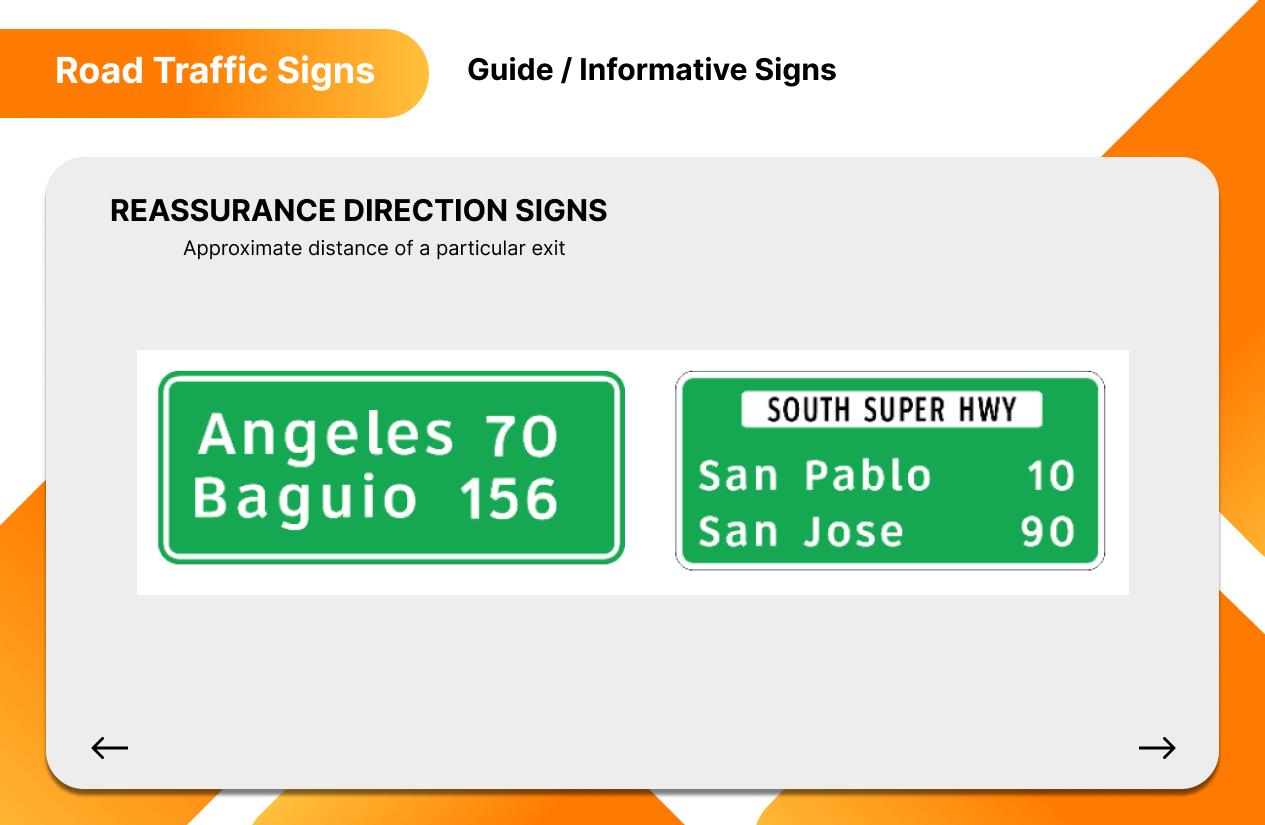 Road Traffic Signs
Guide / Informative Signs
REASSURANCE DIRECTION SIGNS
Approximate distance of a particular exit
Angeles 70
Baguio 156
SOUTH SUPER HWY
San Pablo 10
San Jose 90